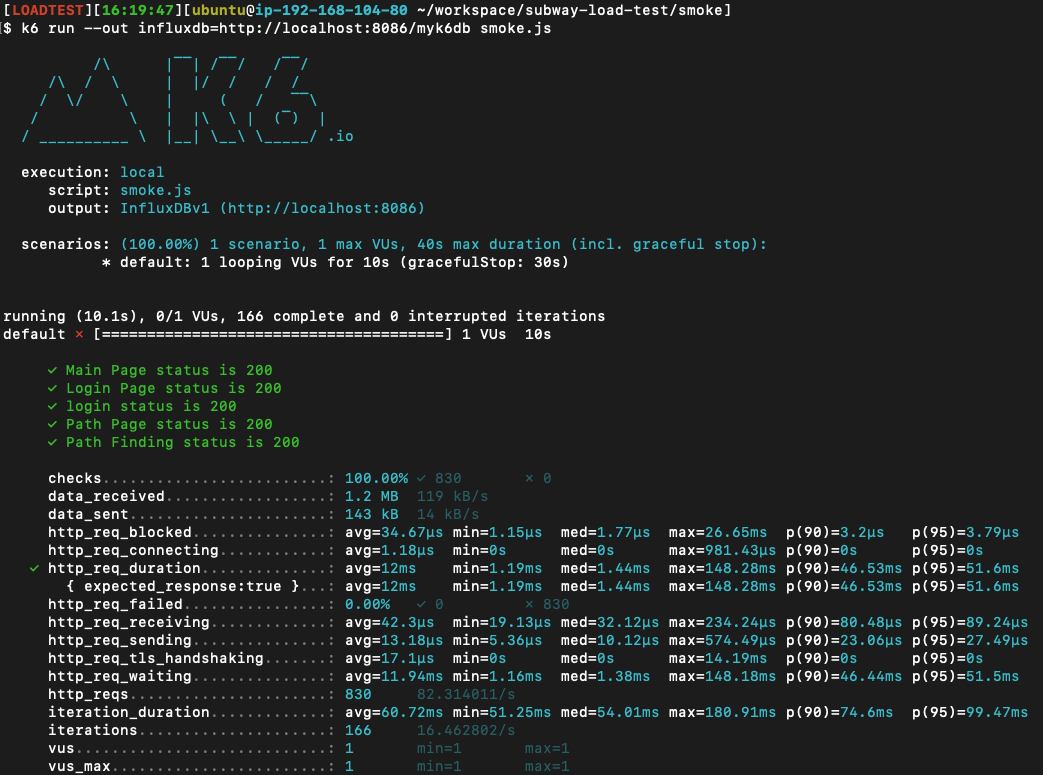 [LOADTEST][16:19:47][ubuntu@ip-192-168-104-80 ~/workspace/subway-load-test/smoke]
$ k6 run --out influxdb=http://localhost:8086/myk6db smoke.js
.io
execution: local
script: smoke.js
output: InfluxDBv1 (http://localhost:8086)
scenarios: (100.00%) 1 scenario, 1 max VUs, 40s max duration (incl. graceful stop):
* default: 1 looping VUs for 10s (gracefulStop: 30s)
running (10.1s), 0/1 VUs, 166 complete and 0 interrupted iterations
default ✗ [======================================] 1 VUs  10s
✓ Main Page status is 200
✓ Login Page status is 200
✓ login status is 200
✓ Path Page status is 200
✓ Path Finding status is 200
checks.........................: 100.00% ✓ 830       ✗ 0
data_received..................: 1.2 MB  119 kB/s
data_sent......................: 143 kB  14 kB/s
http_req_blocked...............: avg=34.67µs min=1.15µs  med=1.77µs  max=26.65ms  p(90)=3.2µs   p(95)=3.79µs
http_req_connecting............: avg=1.18µs  min=0s      med=0s      max=981.43µs p(90)=0s      p(95)=0s
✓ http_req_duration..............: avg=12ms    min=1.19ms  med=1.44ms  max=148.28ms p(90)=46.53ms p(95)=51.6ms
{ expected_response:true }...: avg=12ms    min=1.19ms  med=1.44ms  max=148.28ms p(90)=46.53ms p(95)=51.6ms
http_req_failed................: 0.00%   ✓ 0         ✗ 830
http_req_receiving.............: avg=42.3µs  min=19.13µs med=32.12µs max=234.24µs p(90)=80.48µs p(95)=89.24µs
http_req_sending...............: avg=13.18µs min=5.36µs  med=10.12µs max=574.49µs p(90)=23.06µs p(95)=27.49µs
http_req_tls_handshaking.......: avg=17.1µs  min=0s      med=0s      max=14.19ms  p(90)=0s      p(95)=0s
http_req_waiting...............: avg=11.94ms min=1.16ms  med=1.38ms  max=148.18ms p(90)=46.44ms p(95)=51.5ms
http_reqs......................: 830     82.314011/s
iteration_duration.............: avg=60.72ms min=51.25ms med=54.01ms max=180.91ms p(90)=74.6ms  p(95)=99.47ms
iterations.....................: 166     16.462802/s
vus............................: 1       min=1       max=1
vus_max........................: 1       min=1       max=1